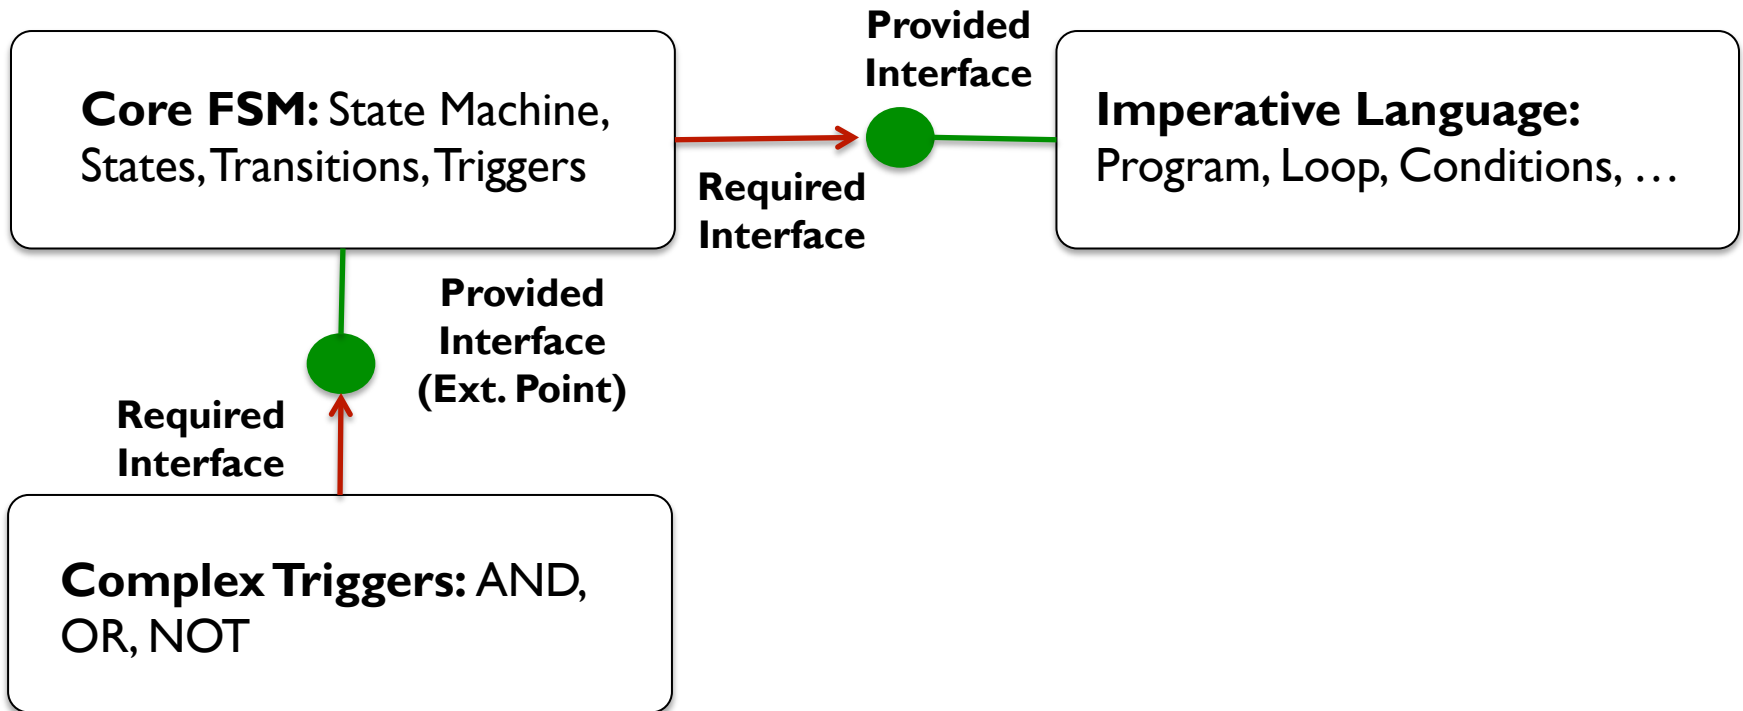 Provided
Interface
Core FSM: State Machine,
States, Transitions, Triggers
Imperative Language:
Program, Loop, Conditions, …
Required
Interface
Provided
Interface
(Ext. Point)
Required
Interface
Complex Triggers: AND,
OR, NOT